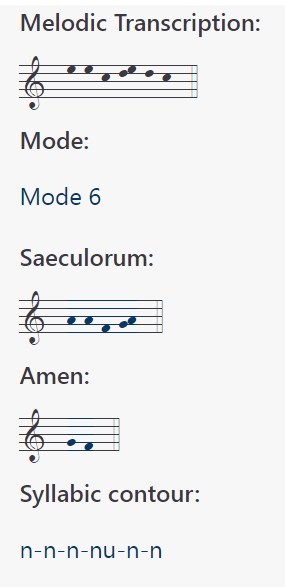 Melodic Transcription:
Mode:
Mode 6
Saeculorum:
Amen:
Syllabic contour:
n-n-n-nu-n-n